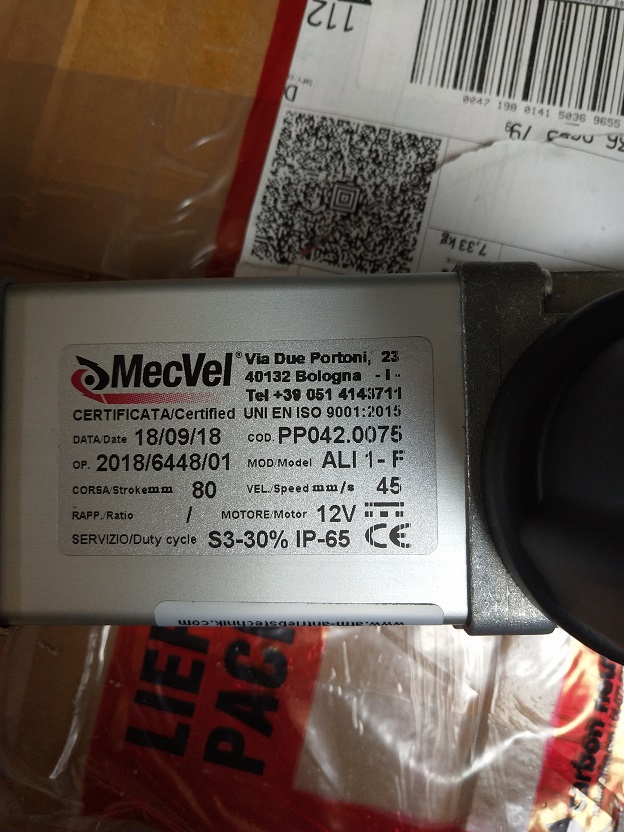 112
0047 198 0141 5036 9655
7,33 kg
MecVel® Via Due Portoni, 23
40132 Bologna - I -
Tel +39 051 4143711
CERTIFICATA/Certified UNI EN ISO 9001:2015
DATA/Date 18/09/18 COD. PP042.0075
OP. 2018/6448/01 MOD/Model ALI 1- F
CORSA/Stroke mm 80 VEL./Speed mm/s 45
RAPP./Ratio / MOTORE/Motor 12V
SERVIZIO/Duty cycle S3-30% IP-65 CE
www.arm-antriebstechnik.com